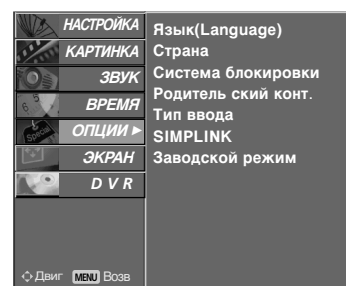 НАСТРОЙКА
КАРТИНКА
ЗВУК
ВРЕМЯ
ОПЦИИ ►
ЭКРАН
D V R
Язык(Language)
Страна
Система блокировки
Родитель ский конт.
Тип ввода
SIMPLINK
Заводской режим
Двиг MENU Возв